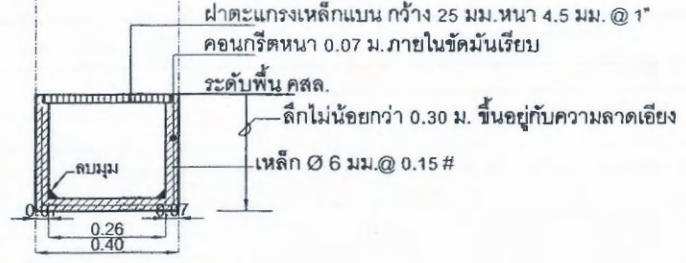 ฝาตะแกรงเหล็กแบน กว้าง 25 มม.หนา 4.5 มม. @ 1"
คอนกรีตหนา 0.07 ม.ภายในขัดมันเรียบ
ระดับพื้น คสล.
ลึกไม่น้อยกว่า 0.30 ม. ขึ้นอยู่กับความลาดเอียง
เหล็ก Ø 6 มม.@ 0.15 #
ลบมุม
0.07 0.07
0.26
0.40